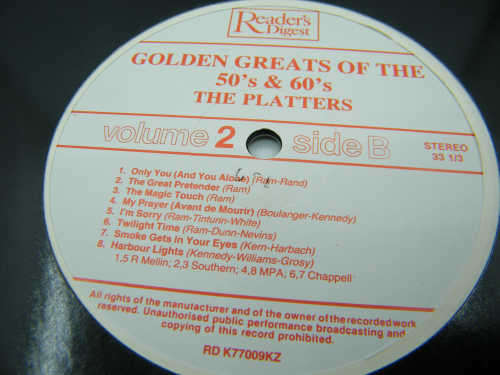 Reader's
Digest
GOLDEN GREATS OF THE
50's & 60's
THE PLATTERS
volume 2 side B
STEREO
33 1/3
1. Only You (And You Alone) (Ram-Rand)
2. The Great Pretender (Ram)
3. The Magic Touch (Ram)
4. My Prayer (Avant de Mourir) (Boulanger-Kennedy)
5. I'm Sorry (Ram-Tinturin-White)
6. Twilight Time (Ram-Dunn-Nevins)
7. Smoke Gets in Your Eyes (Kern-Harbach)
8. Harbour Lights (Kennedy-Williams-Grosy)
1,5 R Mellin; 2,3 Southern; 4,8 MPA; 6,7 Chappell
All rights of the manufacturer and of the owner of the recorded work
reserved. Unauthorised public performance broadcasting and
copying of this record prohibited.
RD K77009KZ